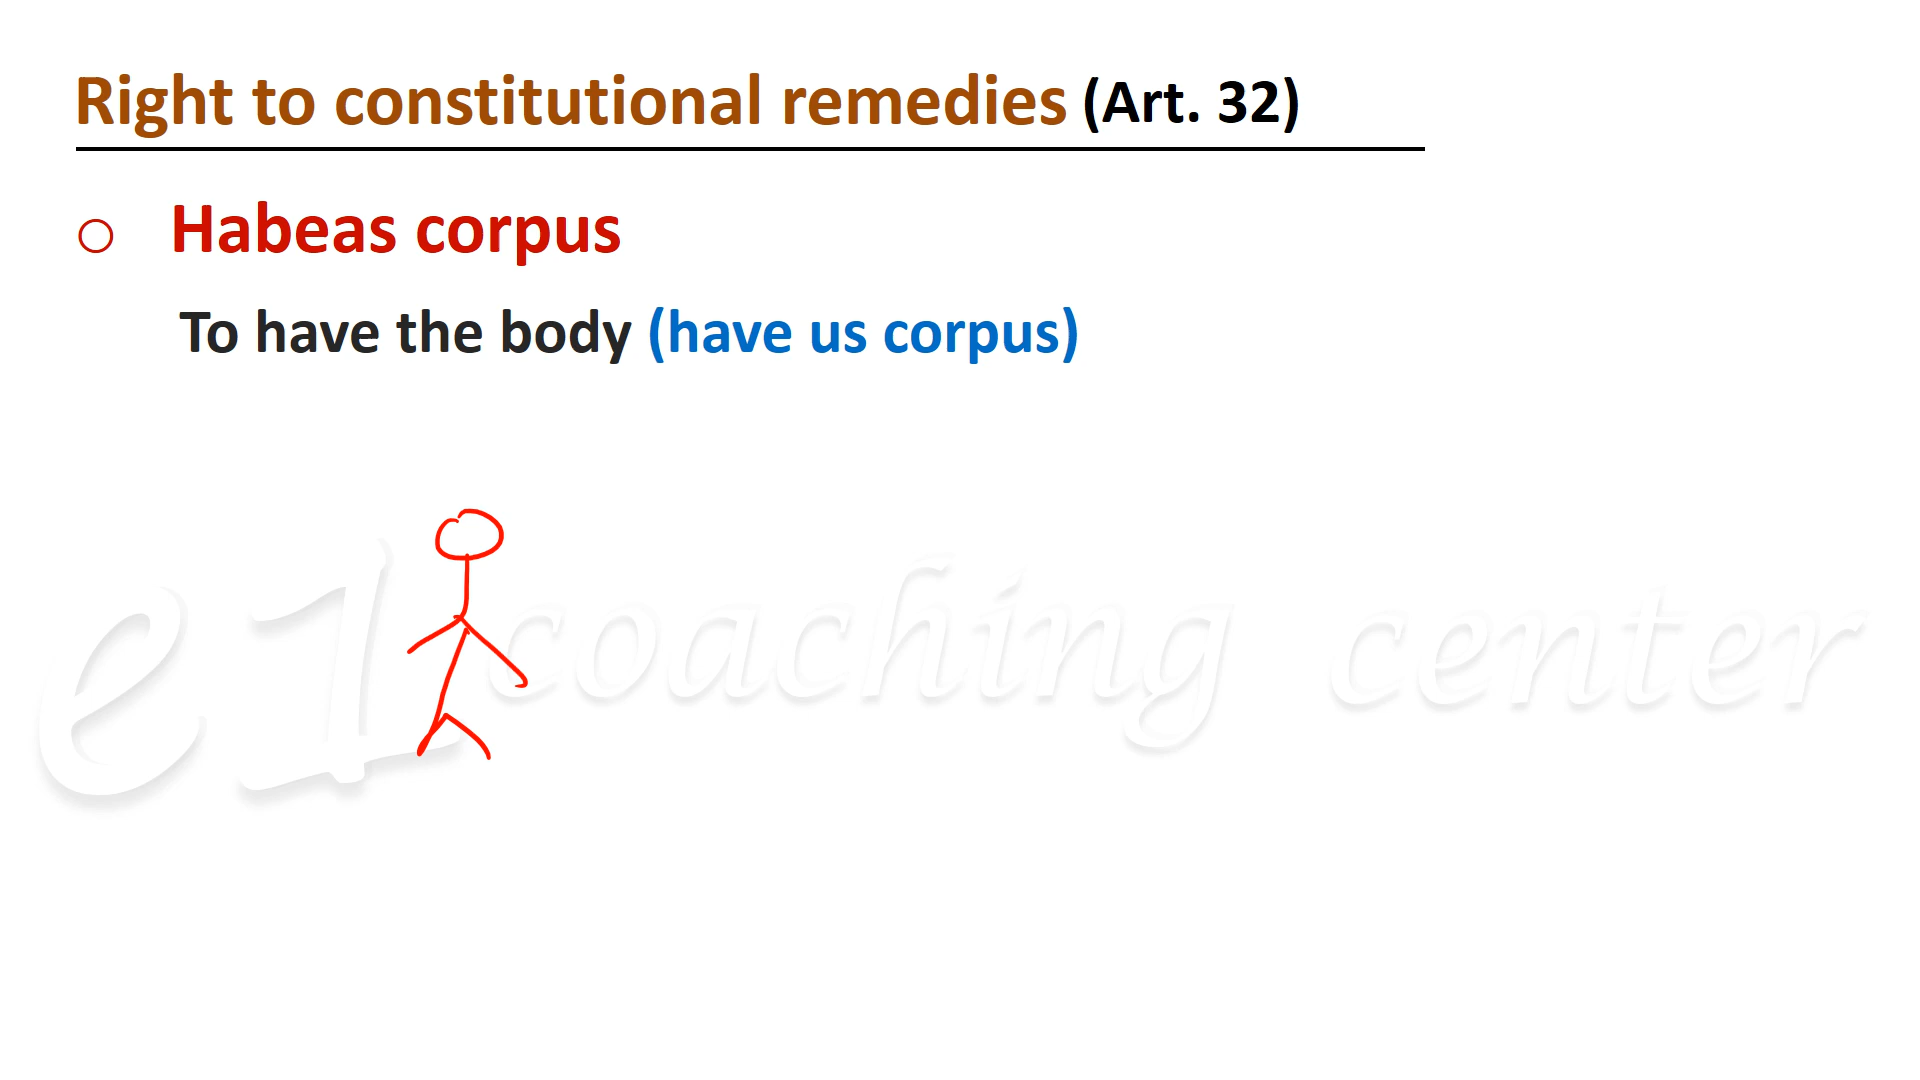 Right to constitutional remedies (Art. 32)
Habeas corpus
To have the body (have us corpus)
e1 coaching center